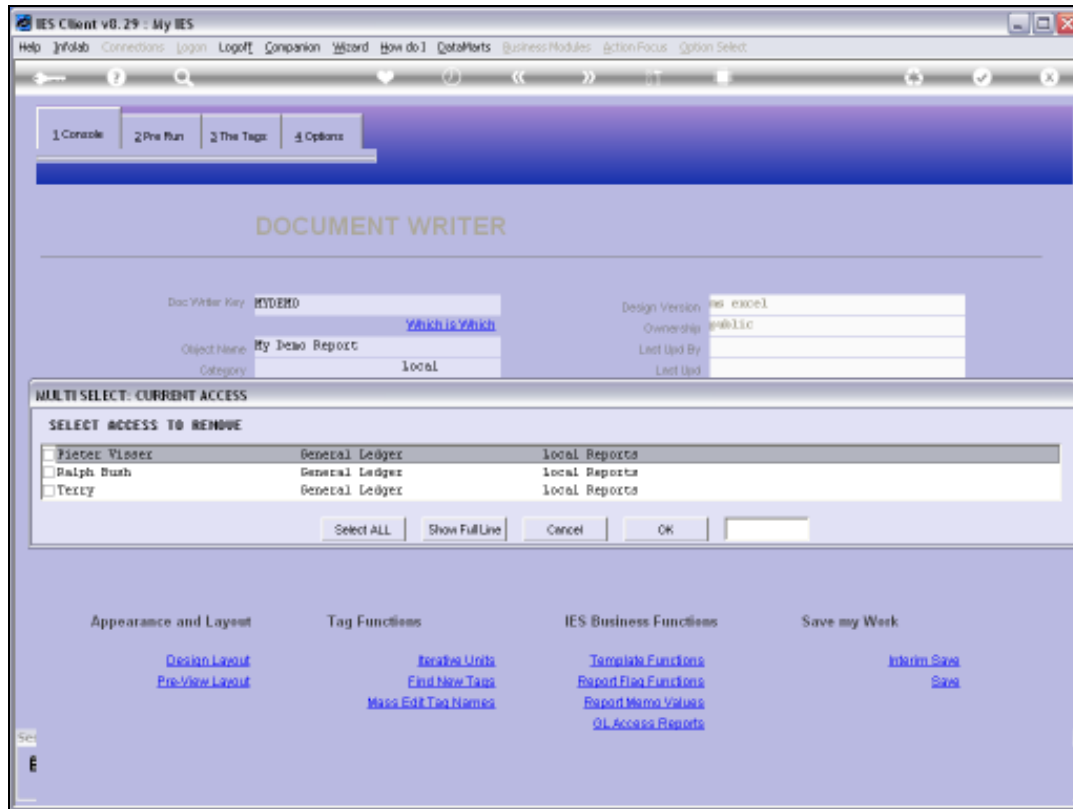 IES Client v8.29 : My IES
Help Infolab Connections Logon Logoff Companion Wizard How do I DataMarts Business Modules Action Focus Option Select
1 Console 2 Pre Run 3 The Tags 4 Options
DOCUMENT WRITER
Doc Writer Key MYDEMO Design Version ms excel
Which is Which Ownership public
Object Name My Demo Report Last Upd By
Category local Last Upd
MULTI SELECT: CURRENT ACCESS
SELECT ACCESS TO REMOVE
Pieter Visser General Ledger local Reports
Ralph Bush General Ledger local Reports
Terry General Ledger local Reports
Select ALL Show Full Line Cancel OK
Appearance and Layout Tag Functions IES Business Functions Save my Work
Design Layout Iterative Units Template Functions Interim Save
Pre-View Layout Find New Tags Report Flag Functions Save
Mass Edit Tag Names Report Memo Values
GL Access Reports